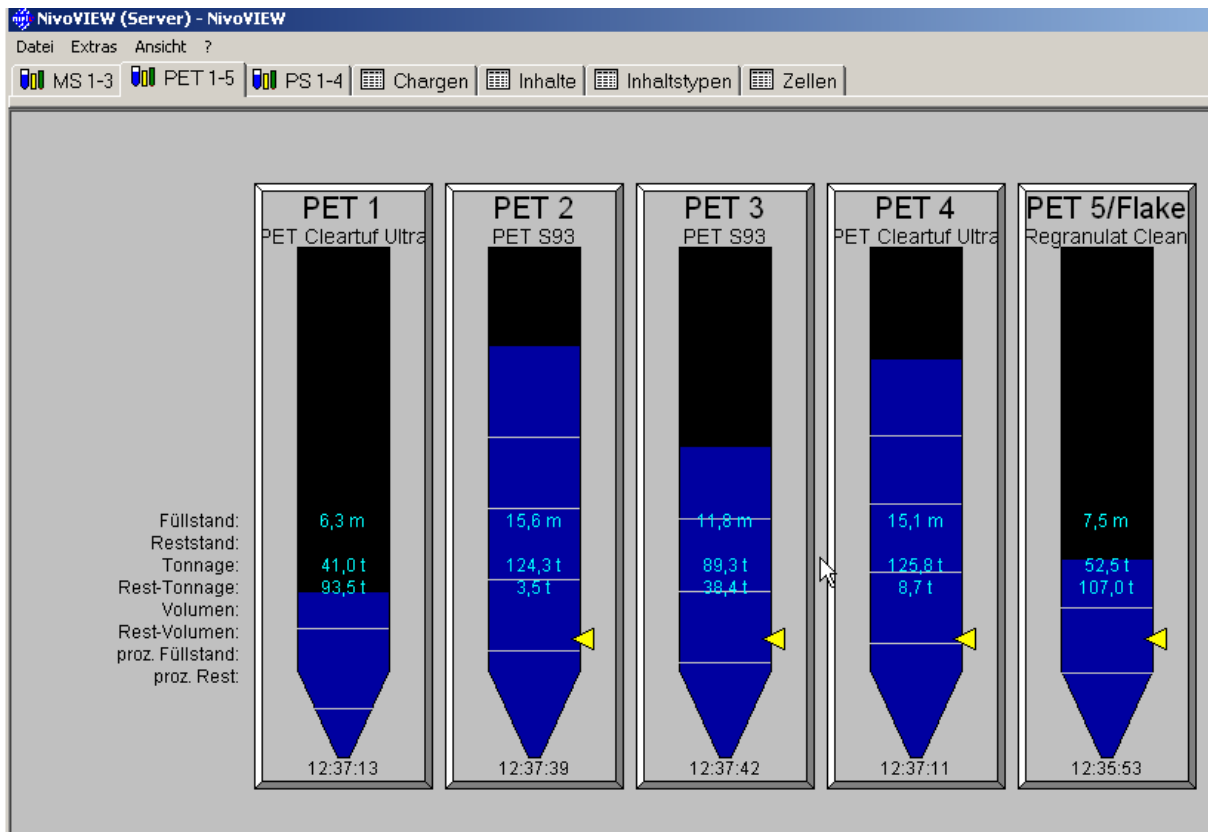 NivoVIEW (Server) - NivoVIEW
Datei Extras Ansicht ?
MS 1-3 PET 1-5 PS 1-4 Chargen Inhalte Inhaltstypen Zellen
PET 1 PET 2 PET 3 PET 4 PET 5/Flake
PET Cleartuf Ultra PET S93 PET S93 PET Cleartuf Ultra Regranulat Clean
Füllstand: 6,3 m 15,6 m 11,8 m 15,1 m 7,5 m
Reststand:
Tonnage: 41,0 t 124,3 t 89,3 t 125,8 t 52,5 t
Rest-Tonnage: 93,5 t 3,5 t 38,4 t 8,7 t 107,0 t
Volumen:
Rest-Volumen:
proz. Füllstand:
proz. Rest:
12:37:13 12:37:39 12:37:42 12:37:11 12:35:53